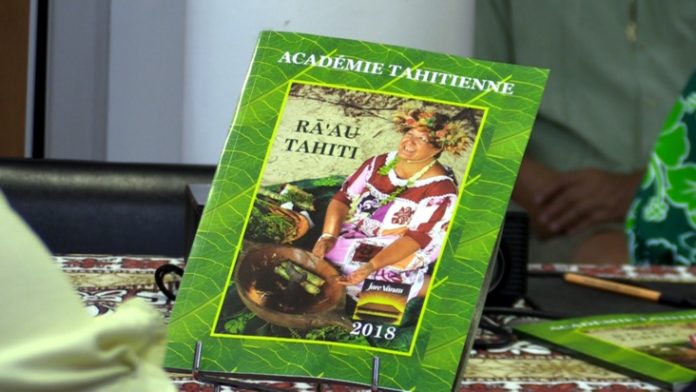 ACADÉMIE TAHITIENNE
RĀ'AU
TAHITI
2018